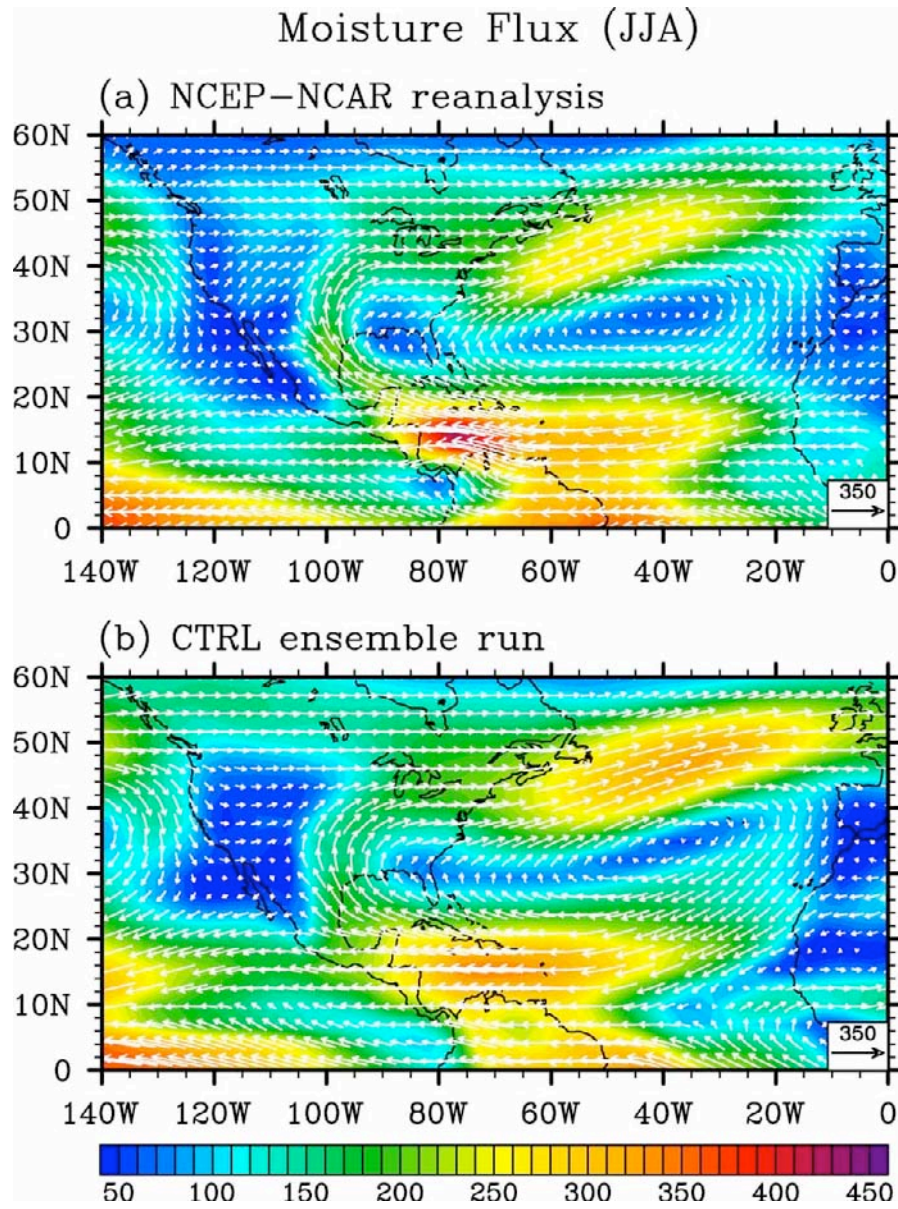 Moisture Flux (JJA)
(a) NCEP-NCAR reanalysis
60N
50N
40N
30N
20N
10N
0
350
140W 120W 100W 80W 60W 40W 20W 0
(b) CTRL ensemble run
60N
50N
40N
30N
20N
10N
0
350
140W 120W 100W 80W 60W 40W 20W 0
50 100 150 200 250 300 350 400 450